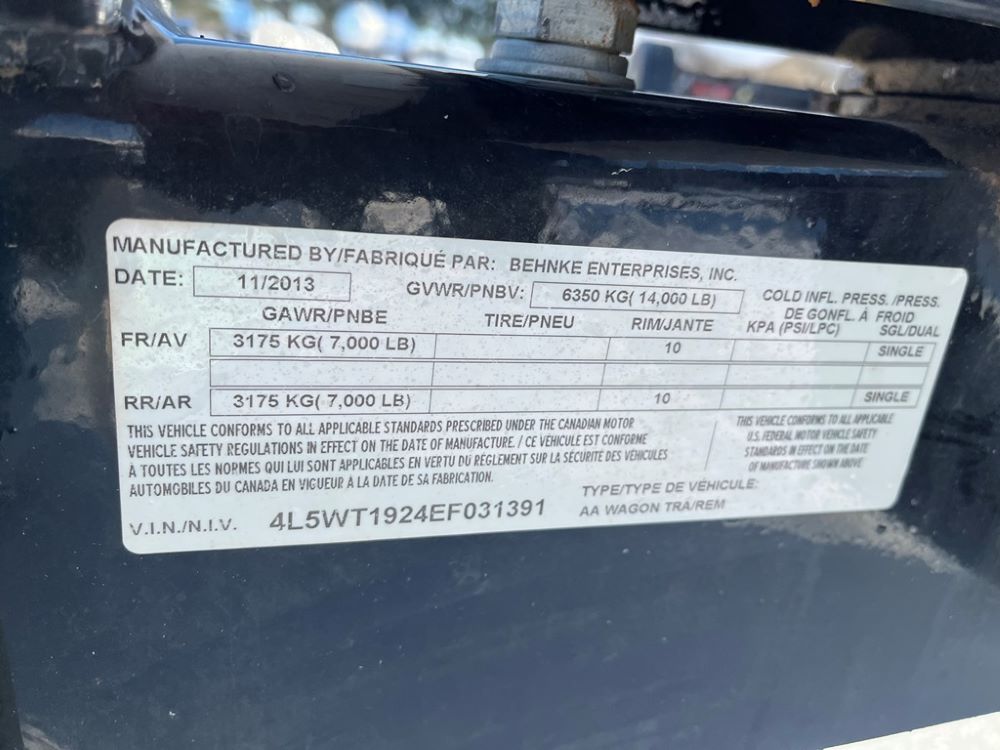 MANUFACTURED BY/FABRIQUÉ PAR: BEHNKE ENTERPRISES, INC.
DATE: 11/2013 GVWR/PNBV: 6350 KG( 14,000 LB) COLD INFL. PRESS. /PRESS.
DE GONFL. À FROID
GAWR/PNBE TIRE/PNEU RIM/JANTE KPA (PSI/LPC) SGL/DUAL
FR/AV 3175 KG( 7,000 LB) 10 SINGLE
RR/AR 3175 KG( 7,000 LB) 10 SINGLE
THIS VEHICLE CONFORMS TO ALL APPLICABLE STANDARDS PRESCRIBED UNDER THE CANADIAN MOTOR
VEHICLE SAFETY REGULATIONS IN EFFECT ON THE DATE OF MANUFACTURE. / CE VÉHICULE EST CONFORME
À TOUTES LES NORMES QUI LUI SONT APPLICABLES EN VERTU DU RÈGLEMENT SUR LA SÉCURITÉ DES VÉHICULES
AUTOMOBILES DU CANADA EN VIGUEUR À LA DATE DE SA FABRICATION.
THIS VEHICLE CONFORMS TO ALL APPLICABLE
U.S. FEDERAL MOTOR VEHICLE SAFETY
STANDARDS IN EFFECT ON THE DATE
OF MANUFACTURE SHOWN ABOVE
V.I.N./N.I.V. 4L5WT1924EF031391
TYPE/TYPE DE VÉHICULE:
AA WAGON TRA/REM